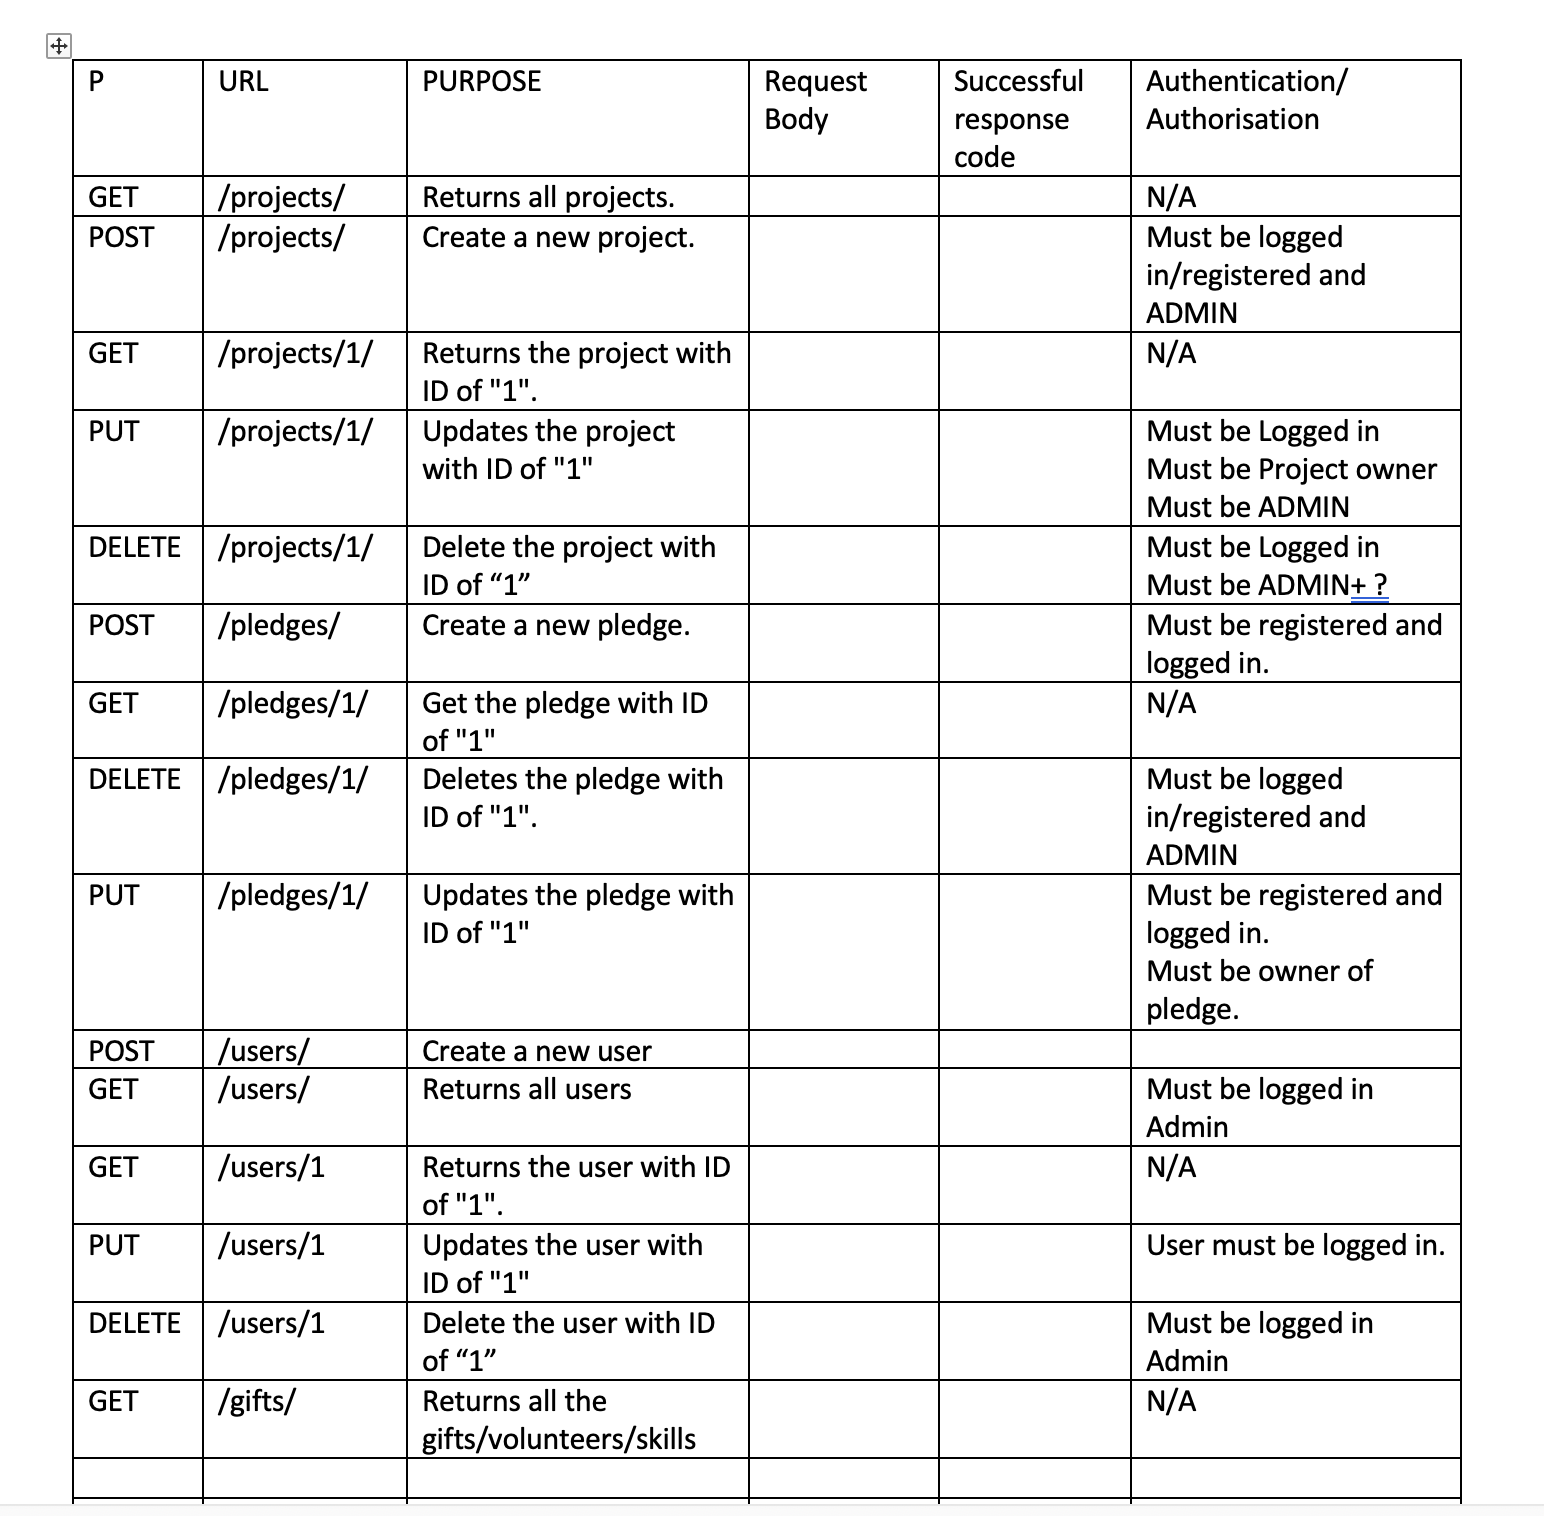 P URL PURPOSE Request Successful Authentication/
Body response Authorisation
code
GET /projects/ Returns all projects. N/A
POST /projects/ Create a new project. Must be logged
in/registered and
ADMIN
GET /projects/1/ Returns the project with N/A
ID of "1".
PUT /projects/1/ Updates the project Must be Logged in
with ID of "1" Must be Project owner
Must be ADMIN
DELETE /projects/1/ Delete the project with Must be Logged in
ID of “1” Must be ADMIN+ ?
POST /pledges/ Create a new pledge. Must be registered and
logged in.
GET /pledges/1/ Get the pledge with ID N/A
of "1"
DELETE /pledges/1/ Deletes the pledge with Must be logged
ID of "1". in/registered and
ADMIN
PUT /pledges/1/ Updates the pledge with Must be registered and
ID of "1" logged in.
Must be owner of
pledge.
POST /users/ Create a new user
GET /users/ Returns all users Must be logged in
Admin
GET /users/1 Returns the user with ID N/A
of "1".
PUT /users/1 Updates the user with User must be logged in.
ID of "1"
DELETE /users/1 Delete the user with ID Must be logged in
of “1” Admin
GET /gifts/ Returns all the N/A
gifts/volunteers/skills